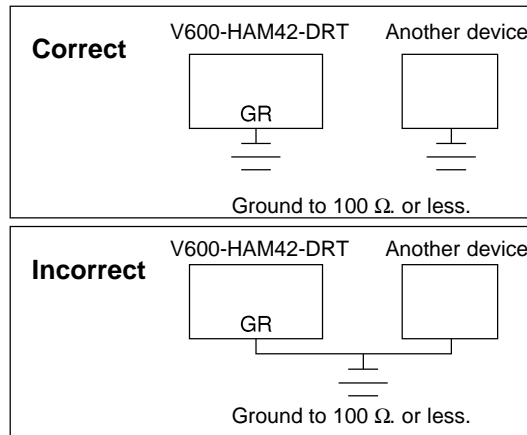 Correct
V600-HAM42-DRT
Another device
GR
Ground to 100 Ω. or less.
Incorrect
V600-HAM42-DRT
Another device
GR
Ground to 100 Ω. or less.